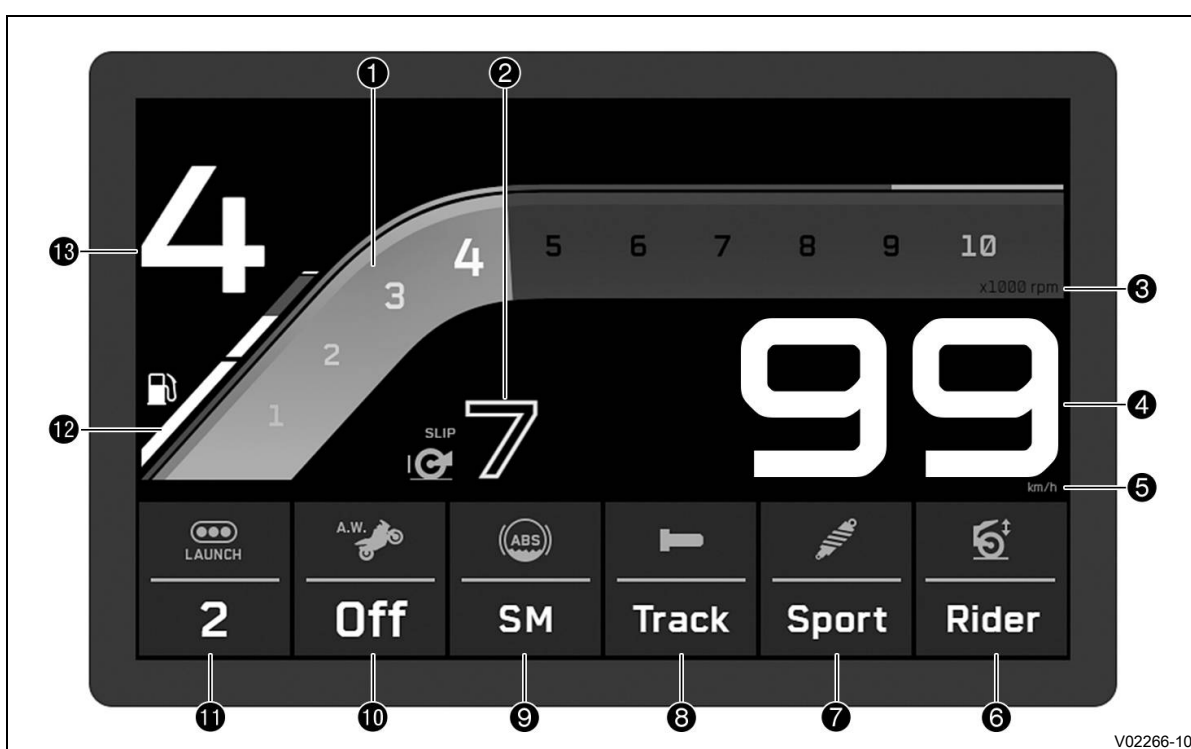 1 2
4
13
4 5 6 7 8 9 10
3
x1000 rpm 3
2
99 4
1
12
SLIP
7
km/h 5
A.W.
LAUNCH
ABS
2 Off SM Track Sport Rider
11 10 9 8 7 6
V02266-10